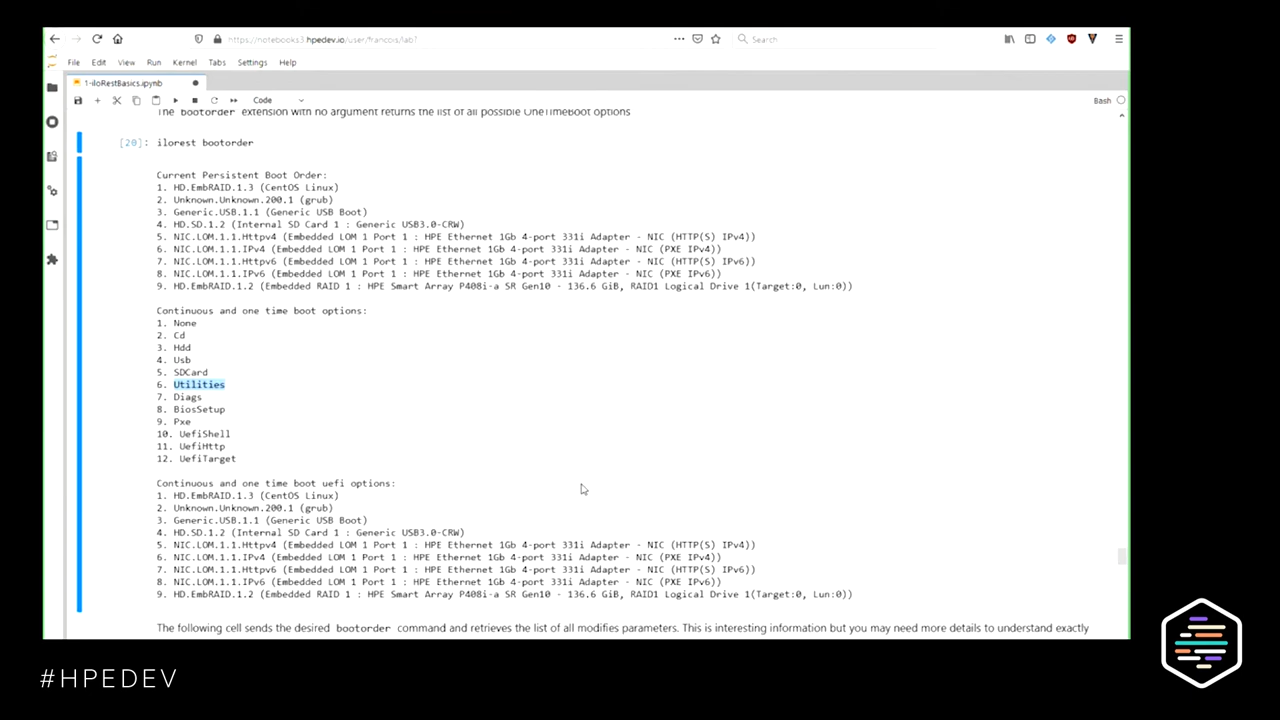 https://notebooks3.hpedev.io/user/francois/lab?
Search
File Edit View Run Kernel Tabs Settings Help
1-iloRestBasics.ipynb
Code
Bash
The bootorder extension with no argument returns the list of all possible OneTimeBoot options
[20]: ilorest bootorder
Current Persistent Boot Order:
1. HD.EmbRAID.1.3 (CentOS Linux)
2. Unknown.Unknown.200.1 (grub)
3. Generic.USB.1.1 (Generic USB Boot)
4. HD.SD.1.2 (Internal SD Card 1 : Generic USB3.0-CRW)
5. NIC.LOM.1.1.Httpv4 (Embedded LOM 1 Port 1 : HPE Ethernet 1Gb 4-port 331i Adapter - NIC (HTTP(S) IPv4))
6. NIC.LOM.1.1.IPv4 (Embedded LOM 1 Port 1 : HPE Ethernet 1Gb 4-port 331i Adapter - NIC (PXE IPv4))
7. NIC.LOM.1.1.Httpv6 (Embedded LOM 1 Port 1 : HPE Ethernet 1Gb 4-port 331i Adapter - NIC (HTTP(S) IPv6))
8. NIC.LOM.1.1.IPv6 (Embedded LOM 1 Port 1 : HPE Ethernet 1Gb 4-port 331i Adapter - NIC (PXE IPv6))
9. HD.EmbRAID.1.2 (Embedded RAID 1 : HPE Smart Array P408i-a SR Gen10 - 136.6 GiB, RAID1 Logical Drive 1(Target:0, Lun:0))
Continuous and one time boot options:
1. None
2. Cd
3. Hdd
4. Usb
5. SDCard
6. Utilities
7. Diags
8. BiosSetup
9. Pxe
10. UefiShell
11. UefiHttp
12. UefiTarget
Continuous and one time boot uefi options:
1. HD.EmbRAID.1.3 (CentOS Linux)
2. Unknown.Unknown.200.1 (grub)
3. Generic.USB.1.1 (Generic USB Boot)
4. HD.SD.1.2 (Internal SD Card 1 : Generic USB3.0-CRW)
5. NIC.LOM.1.1.Httpv4 (Embedded LOM 1 Port 1 : HPE Ethernet 1Gb 4-port 331i Adapter - NIC (HTTP(S) IPv4))
6. NIC.LOM.1.1.IPv4 (Embedded LOM 1 Port 1 : HPE Ethernet 1Gb 4-port 331i Adapter - NIC (PXE IPv4))
7. NIC.LOM.1.1.Httpv6 (Embedded LOM 1 Port 1 : HPE Ethernet 1Gb 4-port 331i Adapter - NIC (HTTP(S) IPv6))
8. NIC.LOM.1.1.IPv6 (Embedded LOM 1 Port 1 : HPE Ethernet 1Gb 4-port 331i Adapter - NIC (PXE IPv6))
9. HD.EmbRAID.1.2 (Embedded RAID 1 : HPE Smart Array P408i-a SR Gen10 - 136.6 GiB, RAID1 Logical Drive 1(Target:0, Lun:0))
The following cell sends the desired bootorder command and retrieves the list of all modifies parameters. This is interesting information but you may need more details to understand exactly
#HPEDEV